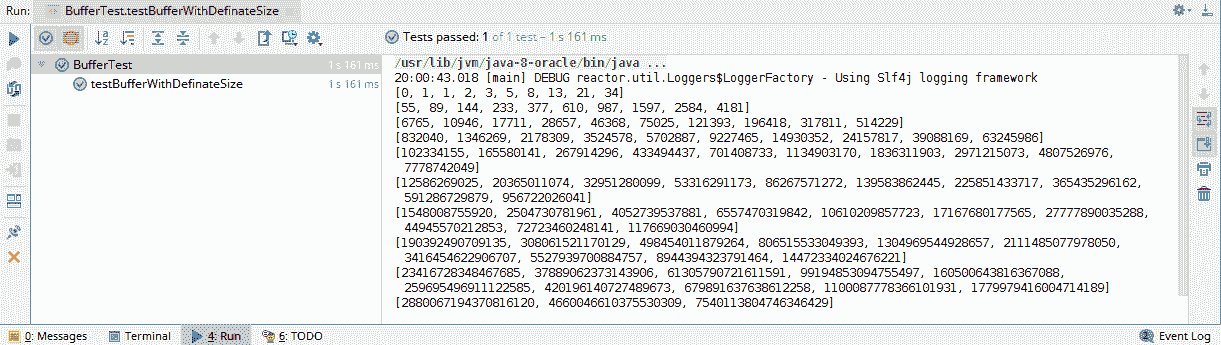 Run: BufferTest.testBufferWithDefinateSize
Tests passed: 1 of 1 test – 1 s 161 ms
BufferTest 1 s 161 ms
testBufferWithDefinateSize 1 s 161 ms
/usr/lib/jvm/java-8-oracle/bin/java ...
20:00:43.018 [main] DEBUG reactor.util.Loggers$LoggerFactory - Using Slf4j logging framework
[0, 1, 1, 2, 3, 5, 8, 13, 21, 34]
[55, 89, 144, 233, 377, 610, 987, 1597, 2584, 4181]
[6765, 10946, 17711, 28657, 46368, 75025, 121393, 196418, 317811, 514229]
[832040, 1346269, 2178309, 3524578, 5702887, 9227465, 14930352, 24157817, 39088169, 63245986]
[102334155, 165580141, 267914296, 433494437, 701408733, 1134903170, 1836311903, 2971215073, 4807526976,
7778742049]
[12586269025, 20365011074, 32951280099, 53316291173, 86267571272, 139583862445, 225851433717, 365435296162,
591286729879, 956722026041]
[1548008755920, 2504730781961, 4052739537881, 6557470319842, 10610209857723, 17167680177565, 27777890035288,
44945570212853, 72723460248141, 117669030460994]
[190392490709135, 308061521170129, 498454011879264, 806515533049393, 1304969544928657, 2111485077978050,
3416454622906707, 5527939700884757, 8944394323791464, 14472334024676221]
[23416728348467685, 37889062373143906, 61305790721611591, 99194853094755497, 160500643816367088,
259695496911122585, 420196140727489673, 679891637638612258, 1100087778366101931, 1779979416004714189]
[2880067194370816120, 4660046610375530309, 7540113804746346429]
0: Messages Terminal 4: Run 6: TODO Event Log